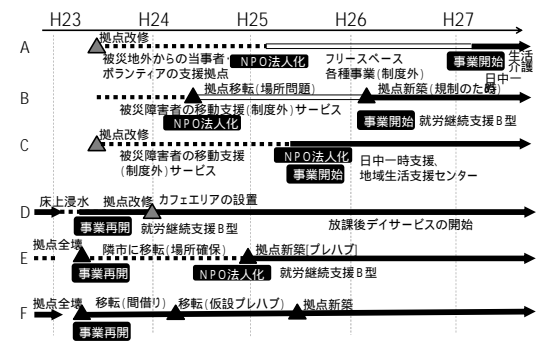 H23 H24 H25 H26 H27
A
拠点改修
被災地外からの当事者・
ボランティアの支援拠点
NPO法人化
フリースペース
各種事業(制度外)
事業開始
生活
介護
日中一
時
B
拠点移転(場所問題)
拠点新築(規制のため)
被災障害者の移動支援(制度外)サービス
NPO法人化
事業開始
就労継続支援B型
C
拠点改修
被災障害者の移動支援
(制度外)サービス
NPO法人化
事業開始
日中一時支援、
地域生活支援センター
D
床上浸水
拠点改修
カフェエリアの設置
事業再開
就労継続支援B型
放課後デイサービスの開始
E
拠点全壊
隣市に移転(場所確保)
拠点新築[プレハブ]
事業再開
NPO法人化
就労継続支援B型
F
拠点全壊
移転(間借り)
移転(仮設プレハブ)
拠点新築
事業再開